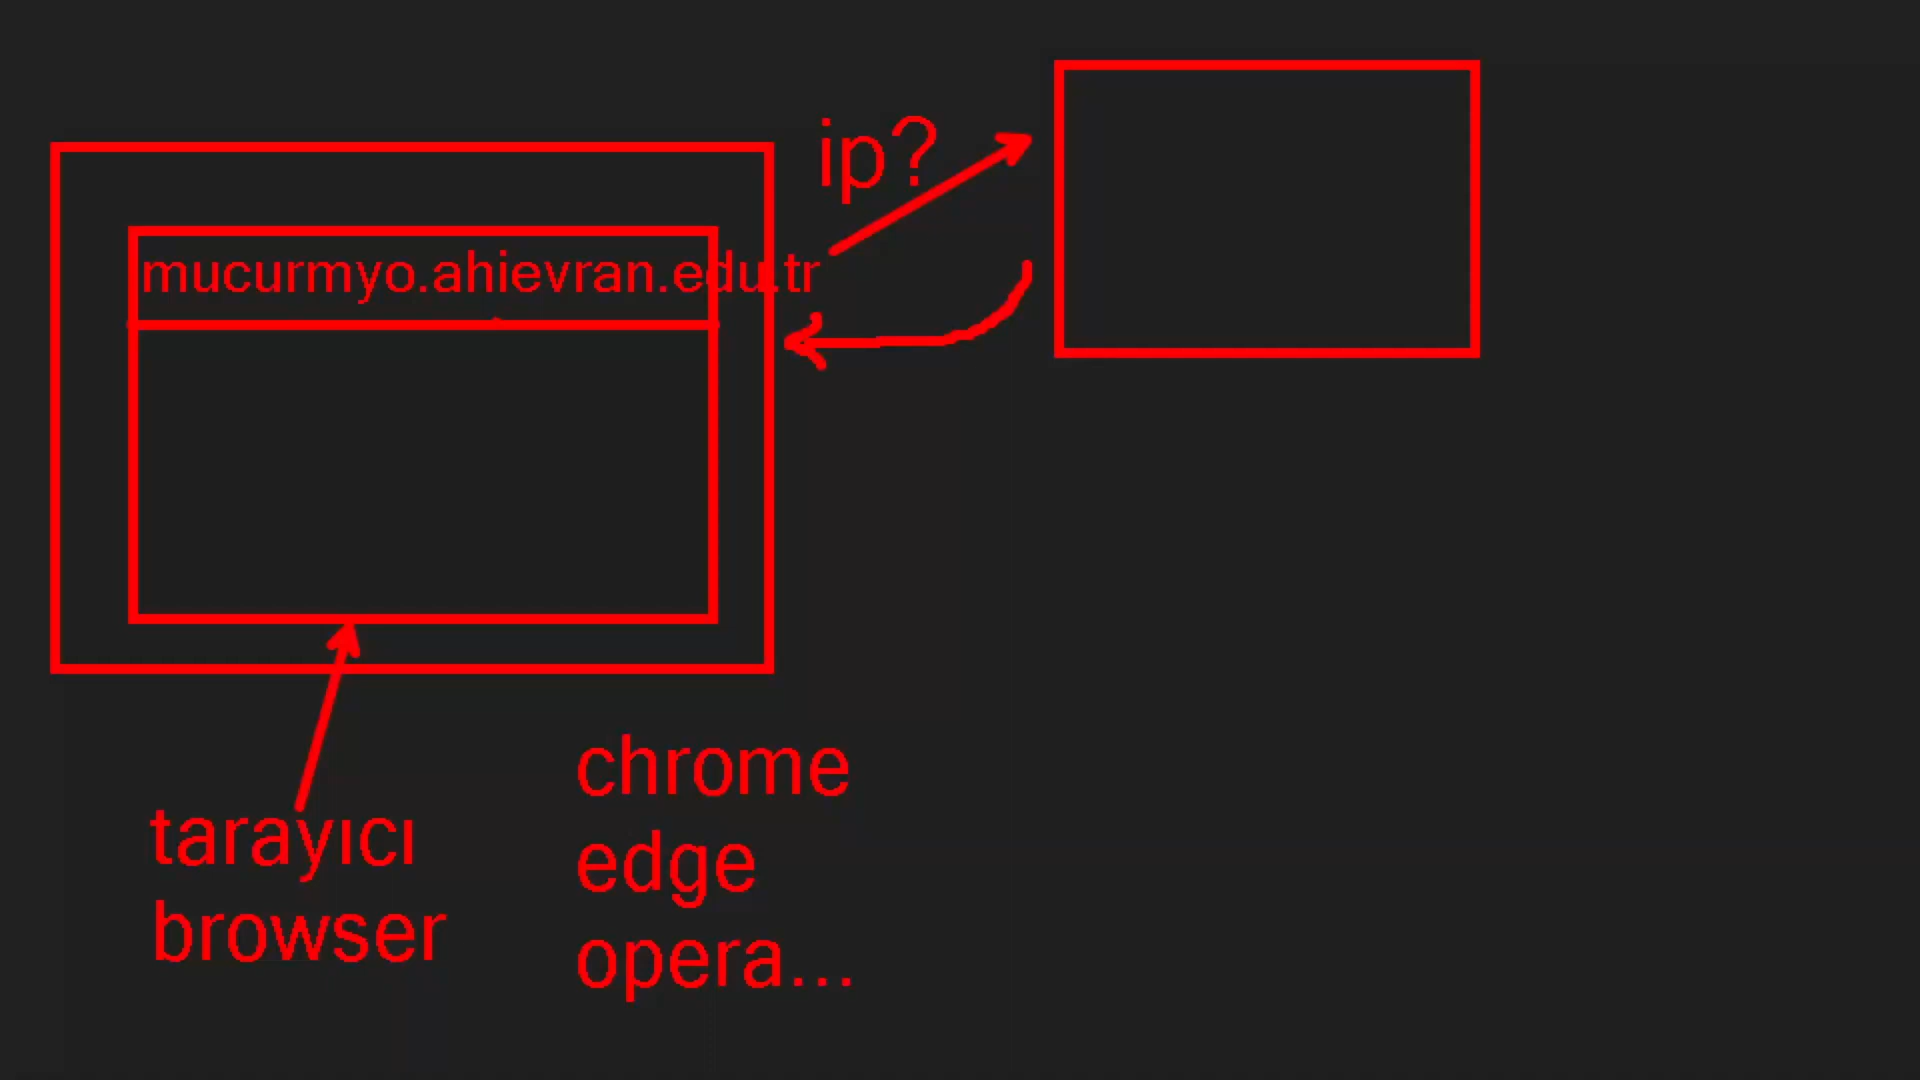 ip?
mucurmyo.ahievran.edu.tr
tarayıcı
browser
chrome
edge
opera...